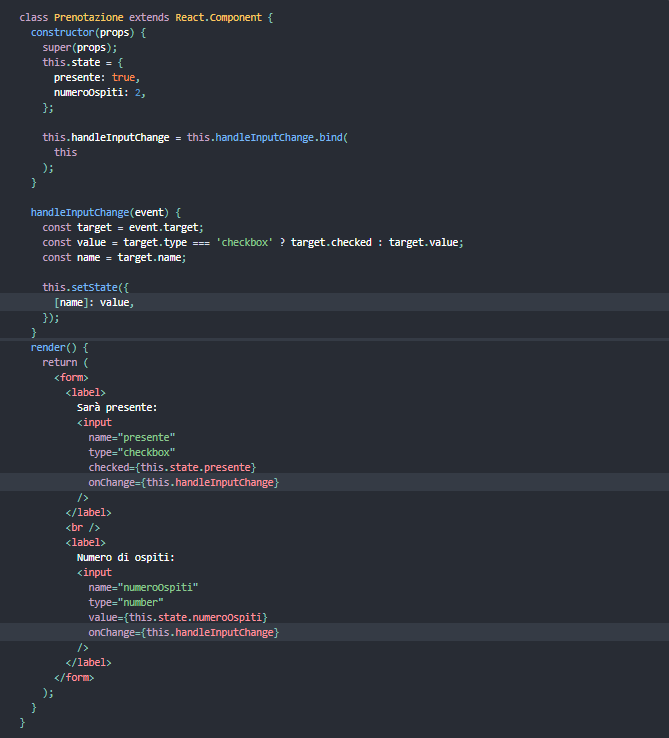 class Prenotazione extends React.Component {
  constructor(props) {
    super(props);
    this.state = {
      presente: true,
      numeroOspiti: 2,
    };

    this.handleInputChange = this.handleInputChange.bind(
      this
    );
  }

  handleInputChange(event) {
    const target = event.target;
    const value = target.type === 'checkbox' ? target.checked : target.value;
    const name = target.name;

    this.setState({
      [name]: value,
    });
  }
  render() {
    return (
      <form>
        <label>
          Sarà presente:
          <input
            name="presente"
            type="checkbox"
            checked={this.state.presente}
            onChange={this.handleInputChange}
          />
        </label>
        <br />
        <label>
          Numero di ospiti:
          <input
            name="numeroOspiti"
            type="number"
            value={this.state.numeroOspiti}
            onChange={this.handleInputChange}
          />
        </label>
      </form>
    );
  }
}